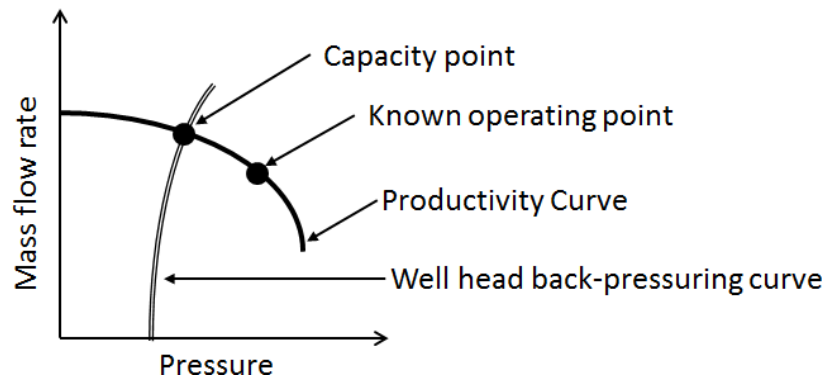 Capacity point
Known operating point
Productivity Curve
Well head back-pressuring curve
Mass flow rate
Pressure